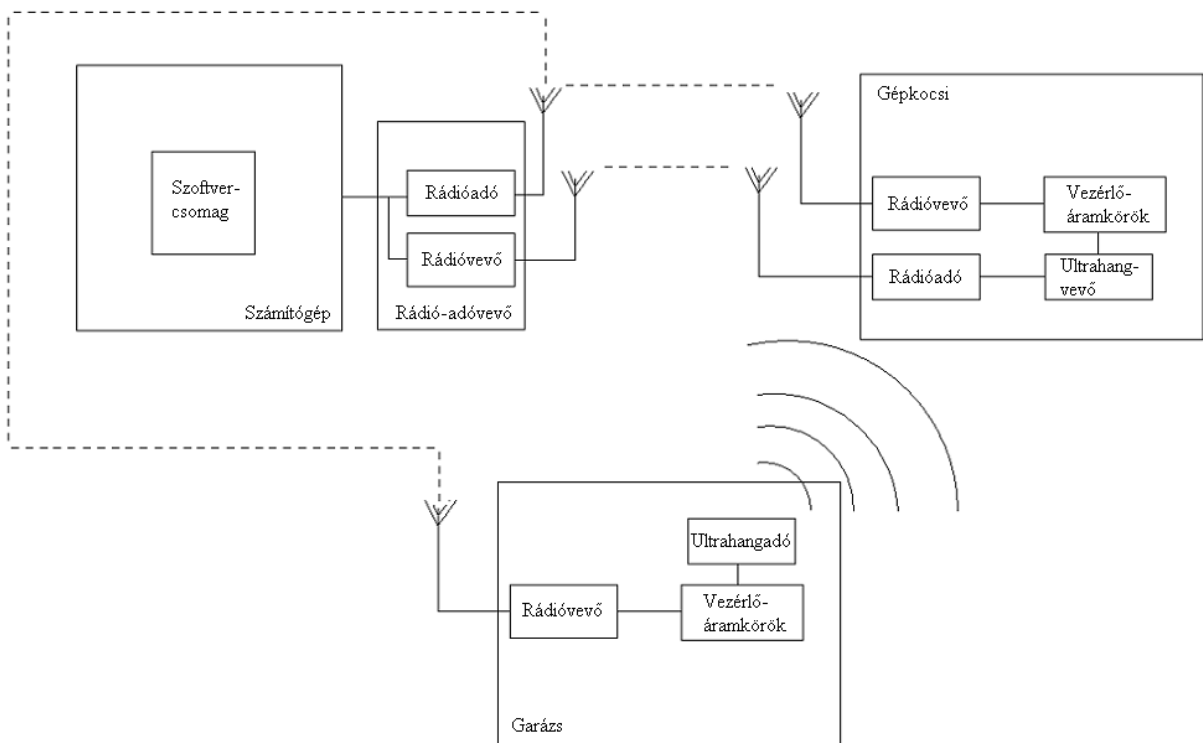 Szoftver-
csomag
Számítógép
Rádióadó
Rádióvevő
Rádió-adóvevő
Gépkocsi
Rádióvevő
Vezérlő-
áramkörök
Rádióadó
Ultrahang-
vevő
Ultrahangadó
Rádióvevő
Vezérlő-
áramkörök
Garázs